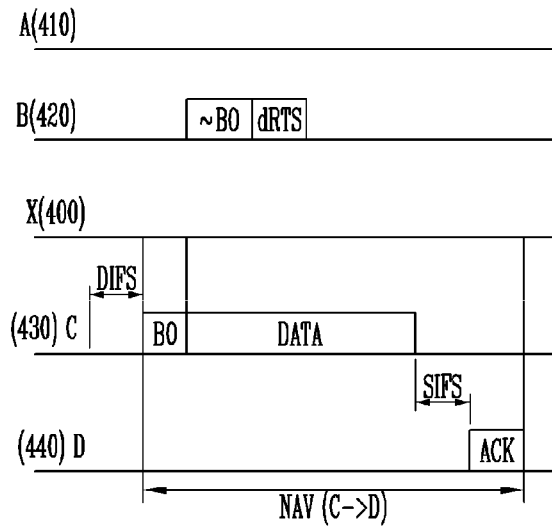 A(410)
B(420)
~BO dRTS
X(400)
DIFS
(430) C
BO DATA
SIFS
(440) D
ACK
NAV (C->D)